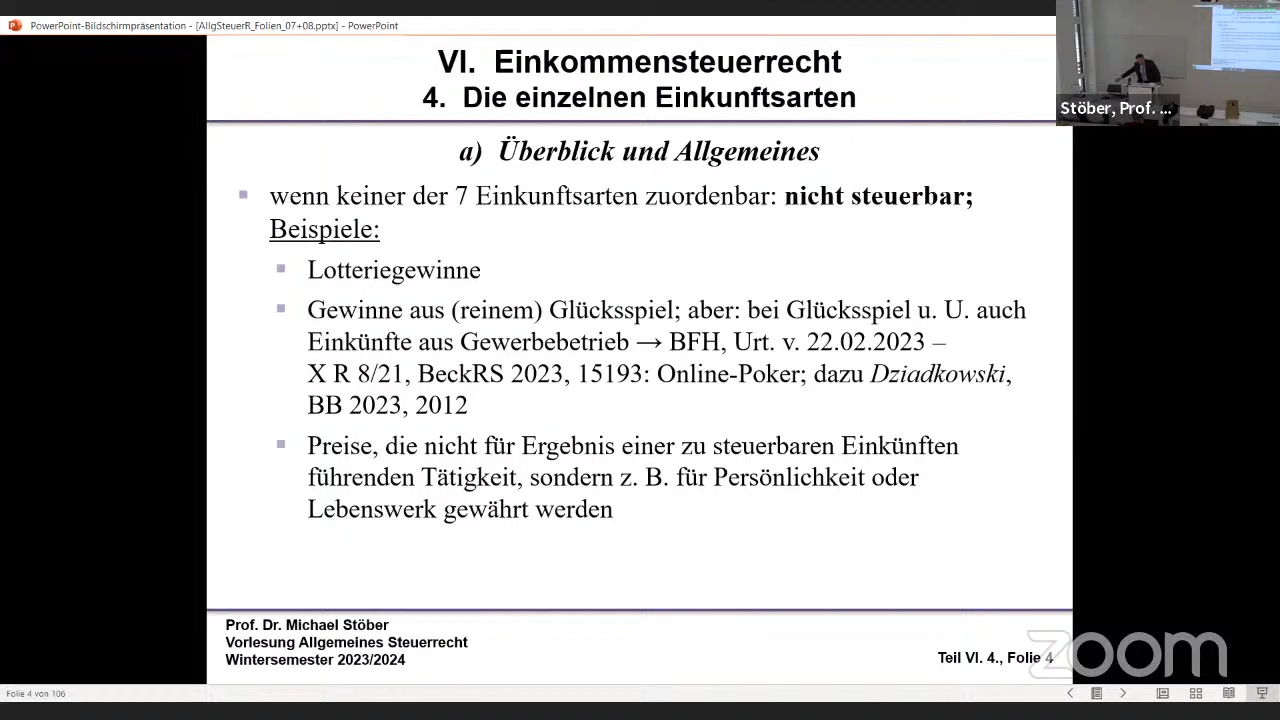 PowerPoint-Bildschirmpräsentation - [AllgSteuerR_Folien_07+08.pptx] - PowerPoint
VI. Einkommensteuerrecht
4. Die einzelnen Einkunftsarten
Stöber, Prof. ...
a) Überblick und Allgemeines
wenn keiner der 7 Einkunftsarten zuordenbar: nicht steuerbar;
Beispiele:
Lotteriegewinne
Gewinne aus (reinem) Glücksspiel; aber: bei Glücksspiel u. U. auch
Einkünfte aus Gewerbebetrieb → BFH, Urt. v. 22.02.2023 –
X R 8/21, BeckRS 2023, 15193: Online-Poker; dazu Dziadkowski,
BB 2023, 2012
Preise, die nicht für Ergebnis einer zu steuerbaren Einkünften
führenden Tätigkeit, sondern z. B. für Persönlichkeit oder
Lebenswerk gewährt werden
Prof. Dr. Michael Stöber
Vorlesung Allgemeines Steuerrecht
Wintersemester 2023/2024
Teil VI. 4., Folie 4
zoom
Folie 4 von 106